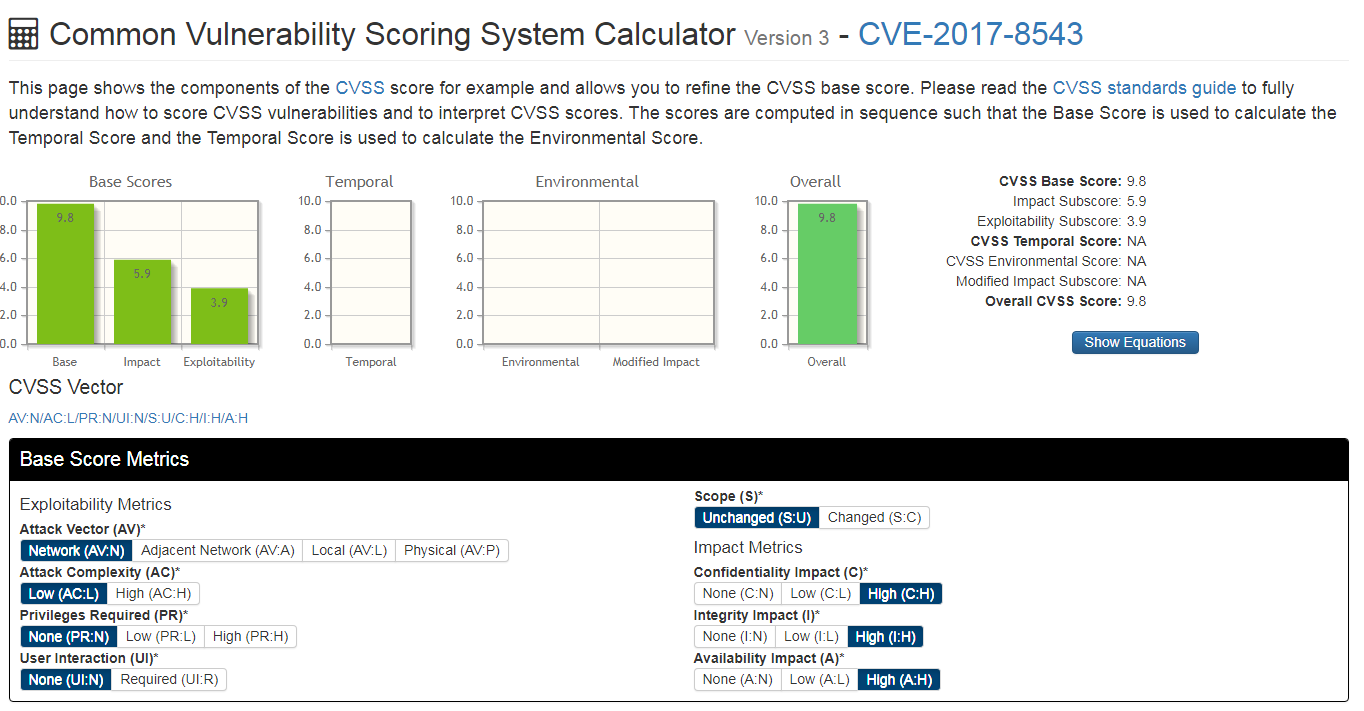 Common Vulnerability Scoring System Calculator Version 3 - CVE-2017-8543
This page shows the components of the CVSS score for example and allows you to refine the CVSS base score. Please read the CVSS standards guide to fully
understand how to score CVSS vulnerabilities and to interpret CVSS scores. The scores are computed in sequence such that the Base Score is used to calculate the
Temporal Score and the Temporal Score is used to calculate the Environmental Score.
Base Scores
0.0
8.0
6.0
4.0
2.0
0.0
9.8
5.9
3.9
Base Impact Exploitability
Temporal
10.0
8.0
6.0
4.0
2.0
0.0
Temporal
Environmental
10.0
8.0
6.0
4.0
2.0
0.0
Environmental Modified Impact
Overall
10.0
8.0
6.0
4.0
2.0
0.0
9.8
Overall
CVSS Base Score: 9.8
Impact Subscore: 5.9
Exploitability Subscore: 3.9
CVSS Temporal Score: NA
CVSS Environmental Score: NA
Modified Impact Subscore: NA
Overall CVSS Score: 9.8
Show Equations
CVSS Vector
AV:N/AC:L/PR:N/UI:N/S:U/C:H/I:H/A:H
Base Score Metrics
Exploitability Metrics
Attack Vector (AV)*
Network (AV:N) Adjacent Network (AV:A) Local (AV:L) Physical (AV:P)
Attack Complexity (AC)*
Low (AC:L) High (AC:H)
Privileges Required (PR)*
None (PR:N) Low (PR:L) High (PR:H)
User Interaction (UI)*
None (UI:N) Required (UI:R)
Scope (S)*
Unchanged (S:U) Changed (S:C)
Impact Metrics
Confidentiality Impact (C)*
None (C:N) Low (C:L) High (C:H)
Integrity Impact (I)*
None (I:N) Low (I:L) High (I:H)
Availability Impact (A)*
None (A:N) Low (A:L) High (A:H)